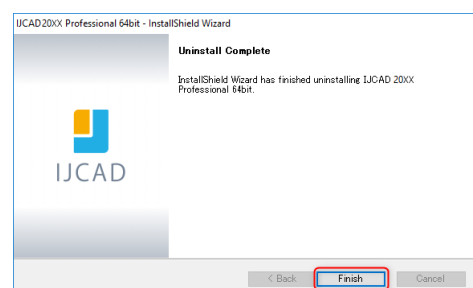 IJCAD20XX Professional 64bit - InstallShield Wizard
Uninstall Complete
InstallShield Wizard has finished uninstalling IJCAD 20XX
Professional 64bit.
IJCAD
< Back
Finish
Cancel